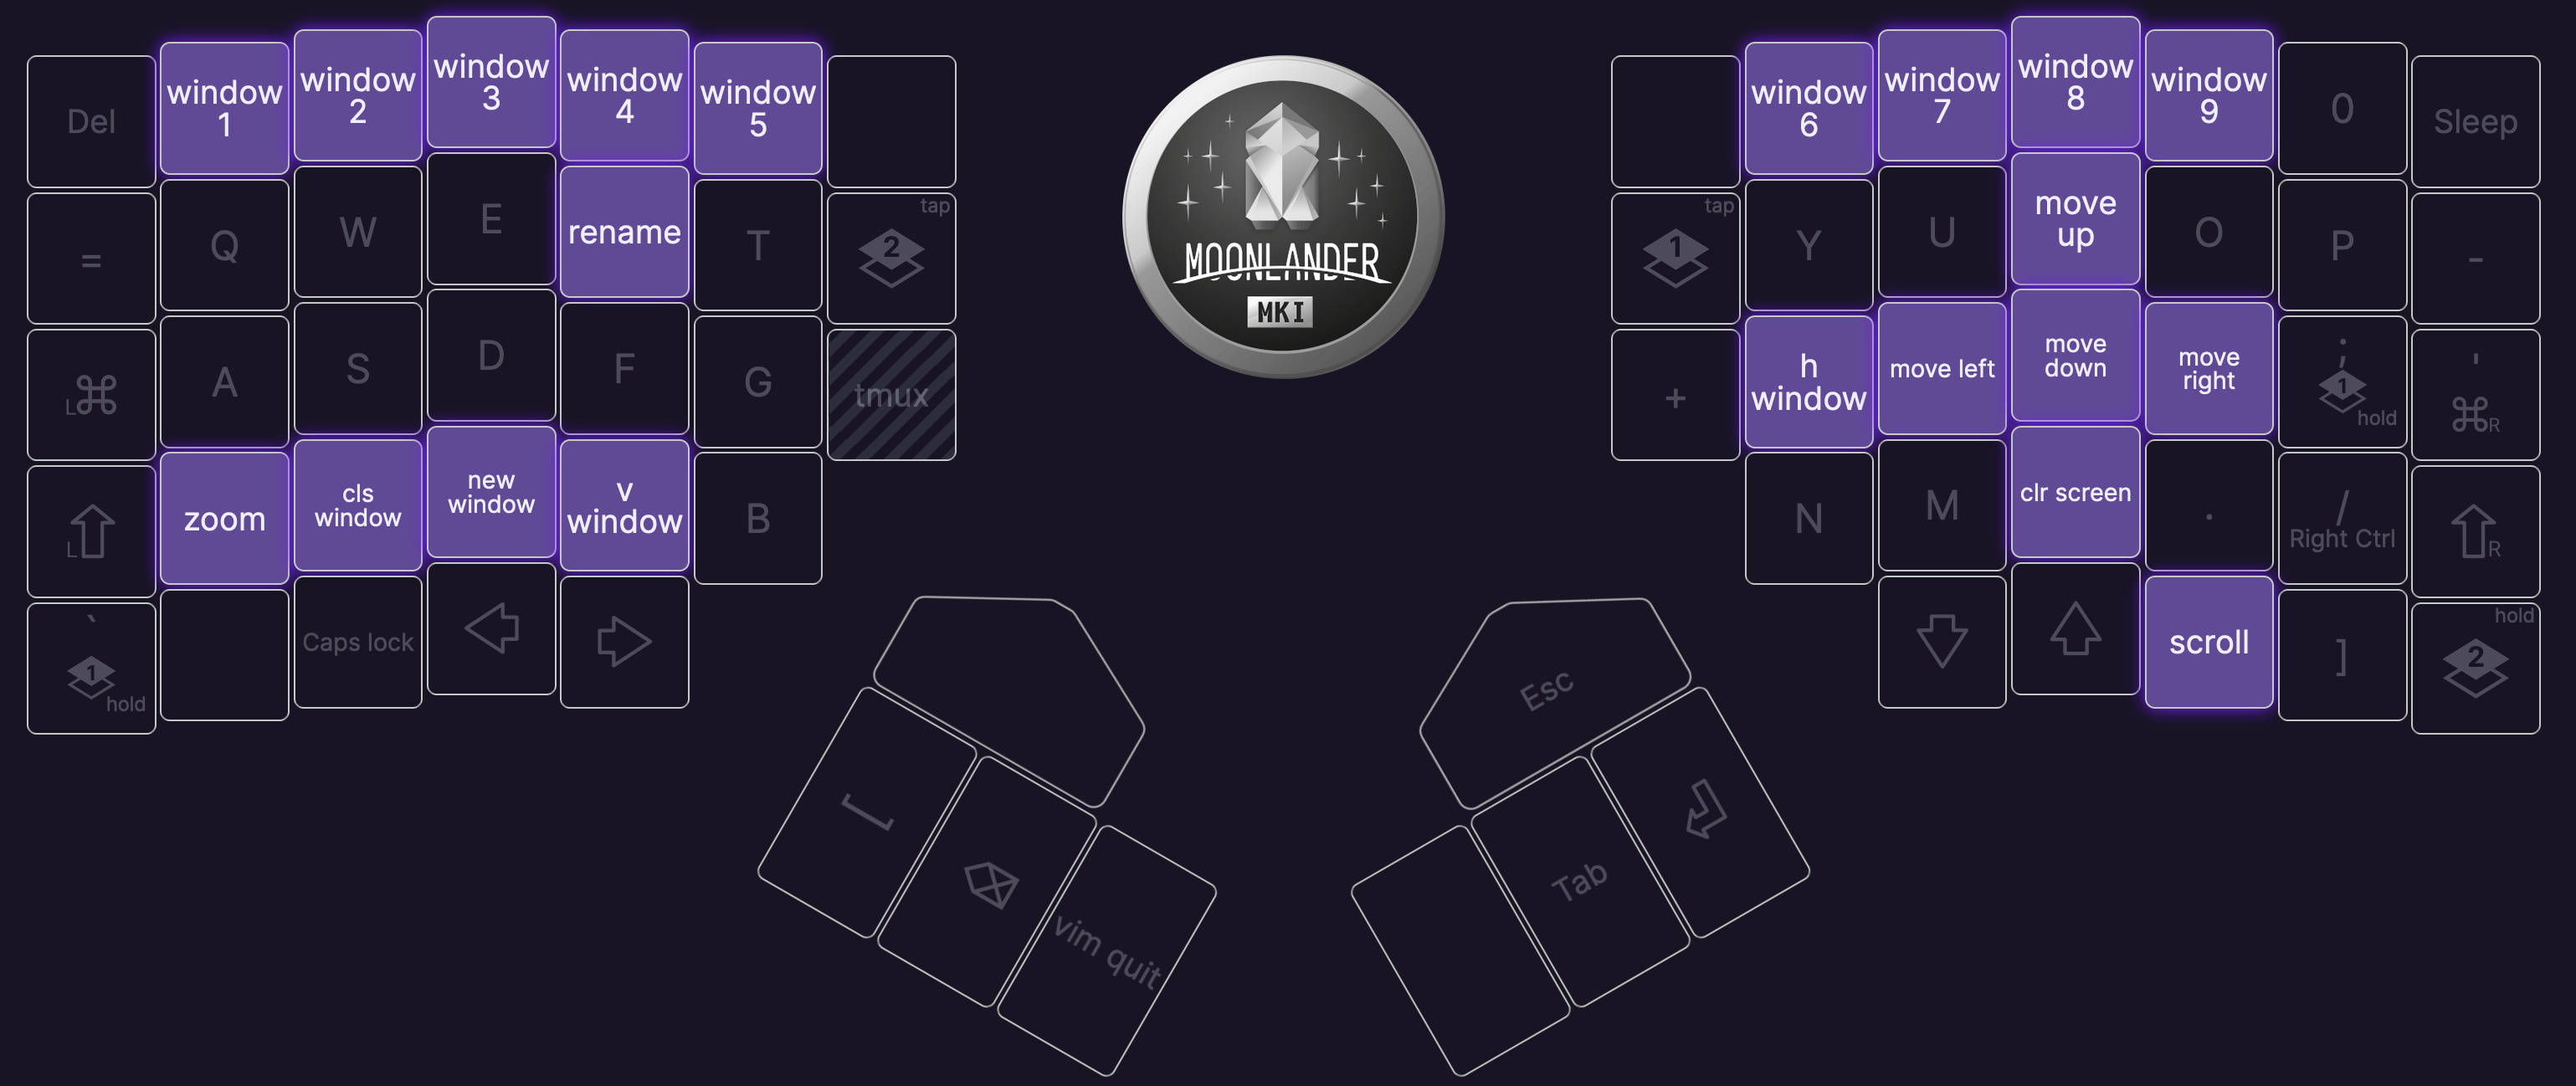 Del
window
1
window
2
window
3
window
4
window
5
=
Q
W
E
rename
T
tap
2
L
A
S
D
F
G
tmux
L
zoom
cls
window
new
window
v
window
B
`
1
hold
Caps lock
vim quit
MOONLANDER
MKI
window
6
window
7
window
8
window
9
0
Sleep
tap
1
Y
U
move
up
O
P
-
+
h
window
move left
move
down
move
right
;
1
hold
'
⌘R
N
M
clr screen
.
/
Right Ctrl
R
scroll
]
hold
2
Esc
Tab